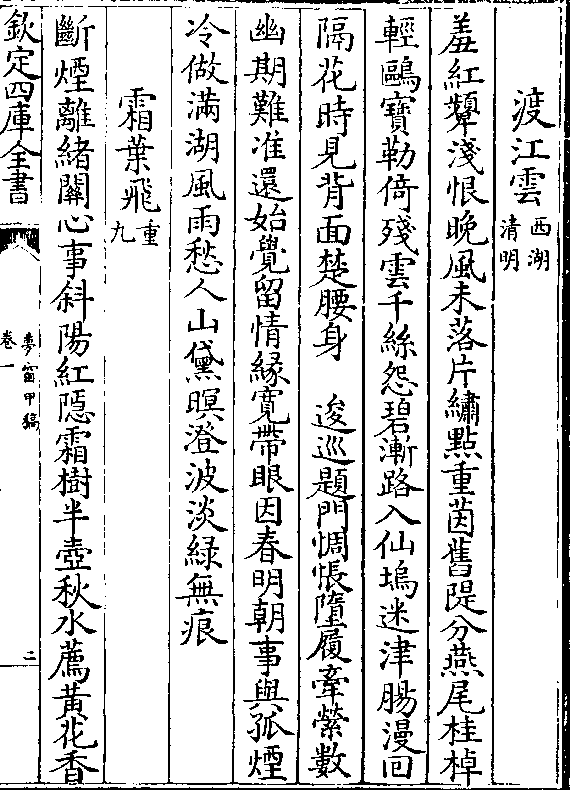 渡江雲西湖清明
羞紅顰淺恨晚風未落片繡點重茵舊隄分燕尾桂棹
輕鷗寶勒倚殘雲千絲怨碧漸路入仙塢迷津腸漫回
隔花時見背面楚腰身　逡巡題門惆悵墮履牽縈數
幽期難准還始覺留情緣寬帶眼因春明朝事與孤煙
冷做滿湖風雨愁人山黛暝澄波淡綠無痕
霜葉飛重九
斷煙離緒關心事斜陽紅隱霜樹半壺秋水薦黃花香
欽定四庫全書
夢窗甲稿
卷一
二